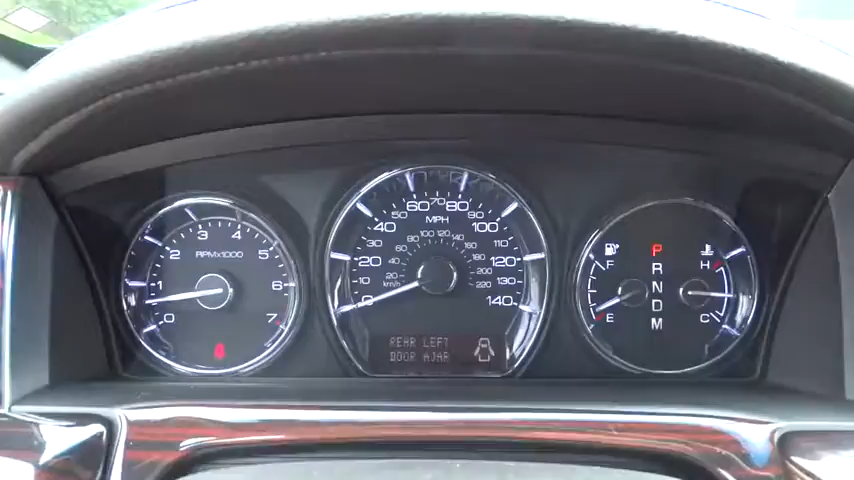 0
1
2
3
4
5
6
7
RPMx1000
0
10
20
30
40
50
60
70
80
90
100
110
120
130
140
MPH
20
40
60
80
100
120
140
160
180
200
220
km/h
REAR LEFT
DOOR AJAR
F
E
P
R
N
D
M
H
C